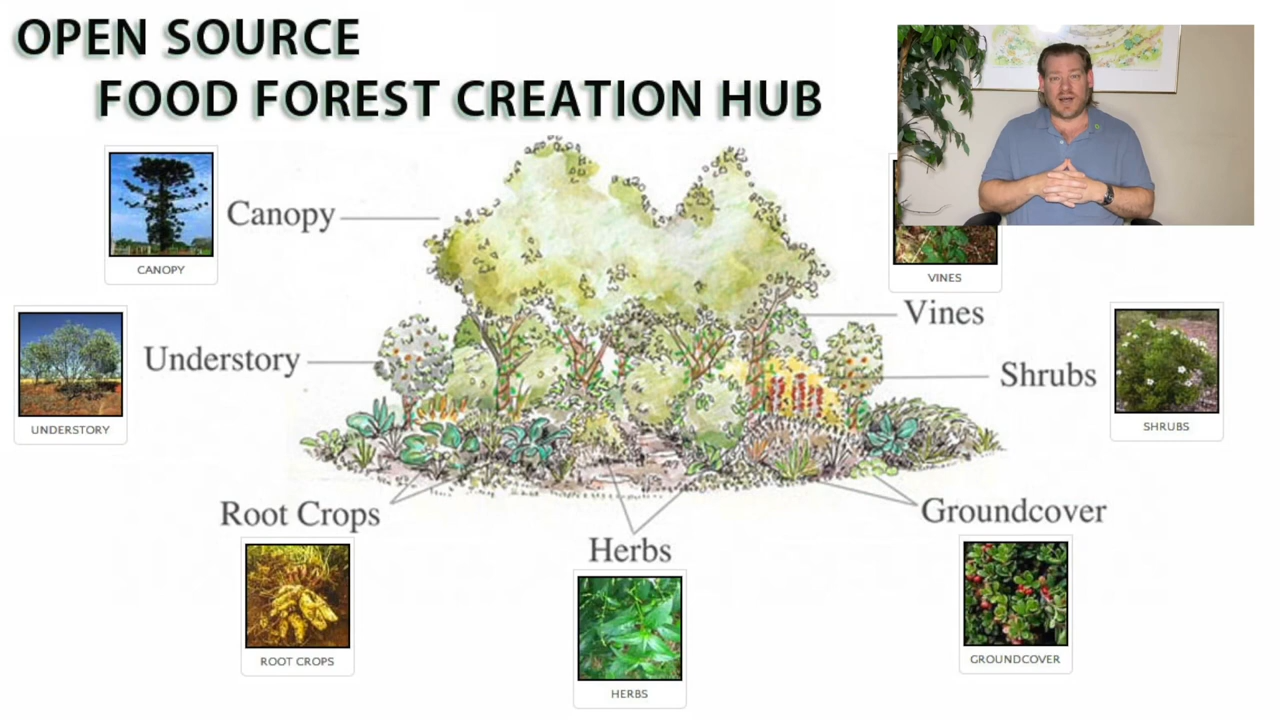 OPEN SOURCE
FOOD FOREST CREATION HUB
CANOPY
Canopy
VINES
Vines
UNDERSTORY
Understory
Shrubs
SHRUBS
Root Crops
ROOT CROPS
Herbs
HERBS
Groundcover
GROUNDCOVER